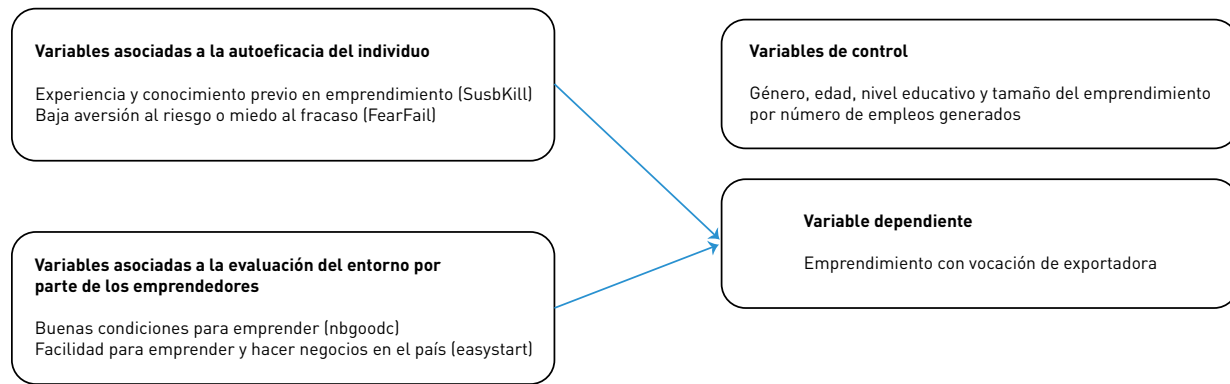 Variables asociadas a la autoeficacia del individuo
Experiencia y conocimiento previo en emprendimiento (SusbKill)
Baja aversión al riesgo o miedo al fracaso (FearFail)
Variables asociadas a la evaluación del entorno por
parte de los emprendedores
Buenas condiciones para emprender (nbgoodc)
Facilidad para emprender y hacer negocios en el país (easystart)
Variables de control
Género, edad, nivel educativo y tamaño del emprendimiento
por número de empleos generados
Variable dependiente
Emprendimiento con vocación de exportadora